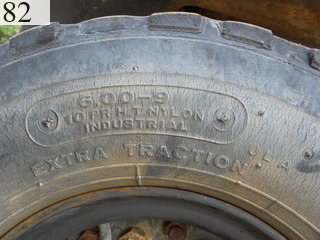 82
6.00-9
10 PR H.T. NYLON
INDUSTRIAL
EXTRA TRACTION